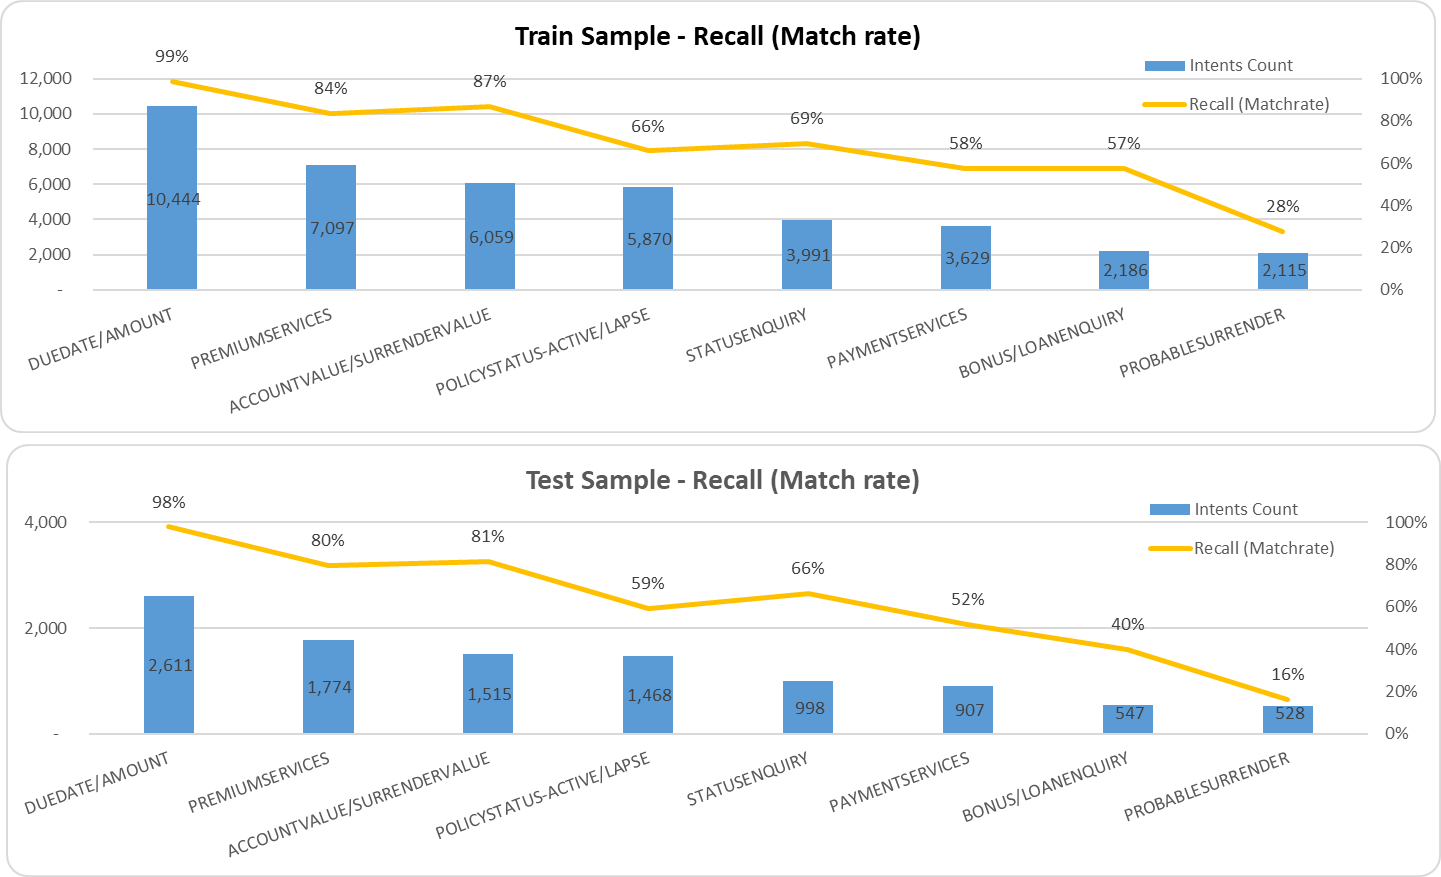 Train Sample - Recall (Match rate)
99%
84%
87%
66%
69%
58%
57%
28%
Intents Count
Recall (Matchrate)
12,000
10,000
8,000
6,000
4,000
2,000
-
100%
80%
60%
40%
20%
0%
10,444
7,097
6,059
5,870
3,991
3,629
2,186
2,115
DUEDATE/AMOUNT
PREMIUMSERVICES
ACCOUNTVALUE/SURRENDERVALUE
POLICYSTATUS-ACTIVE/LAPSE
STATUSENQUIRY
PAYMENTSERVICES
BONUS/LOANENQUIRY
PROBABLESURRENDER
Test Sample - Recall (Match rate)
98%
80%
81%
59%
66%
52%
40%
16%
Intents Count
Recall (Matchrate)
4,000
2,000
-
100%
80%
60%
40%
20%
0%
2,611
1,774
1,515
1,468
998
907
547
528
DUEDATE/AMOUNT
PREMIUMSERVICES
ACCOUNTVALUE/SURRENDERVALUE
POLICYSTATUS-ACTIVE/LAPSE
STATUSENQUIRY
PAYMENTSERVICES
BONUS/LOANENQUIRY
PROBABLESURRENDER